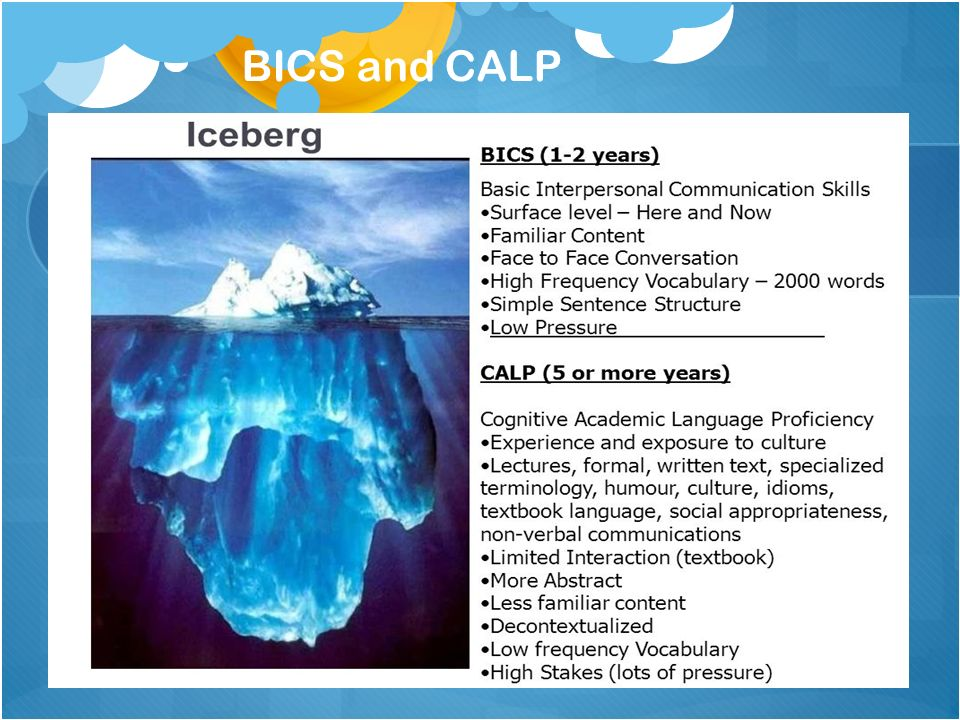 BICS and CALP
Iceberg
BICS (1-2 years)
Basic Interpersonal Communication Skills
•Surface level – Here and Now
•Familiar Content
•Face to Face Conversation
•High Frequency Vocabulary – 2000 words
•Simple Sentence Structure
•Low Pressure
CALP (5 or more years)
Cognitive Academic Language Proficiency
•Experience and exposure to culture
•Lectures, formal, written text, specialized
terminology, humour, culture, idioms,
textbook language, social appropriateness,
non-verbal communications
•Limited Interaction (textbook)
•More Abstract
•Less familiar content
•Decontextualized
•Low frequency Vocabulary
•High Stakes (lots of pressure)